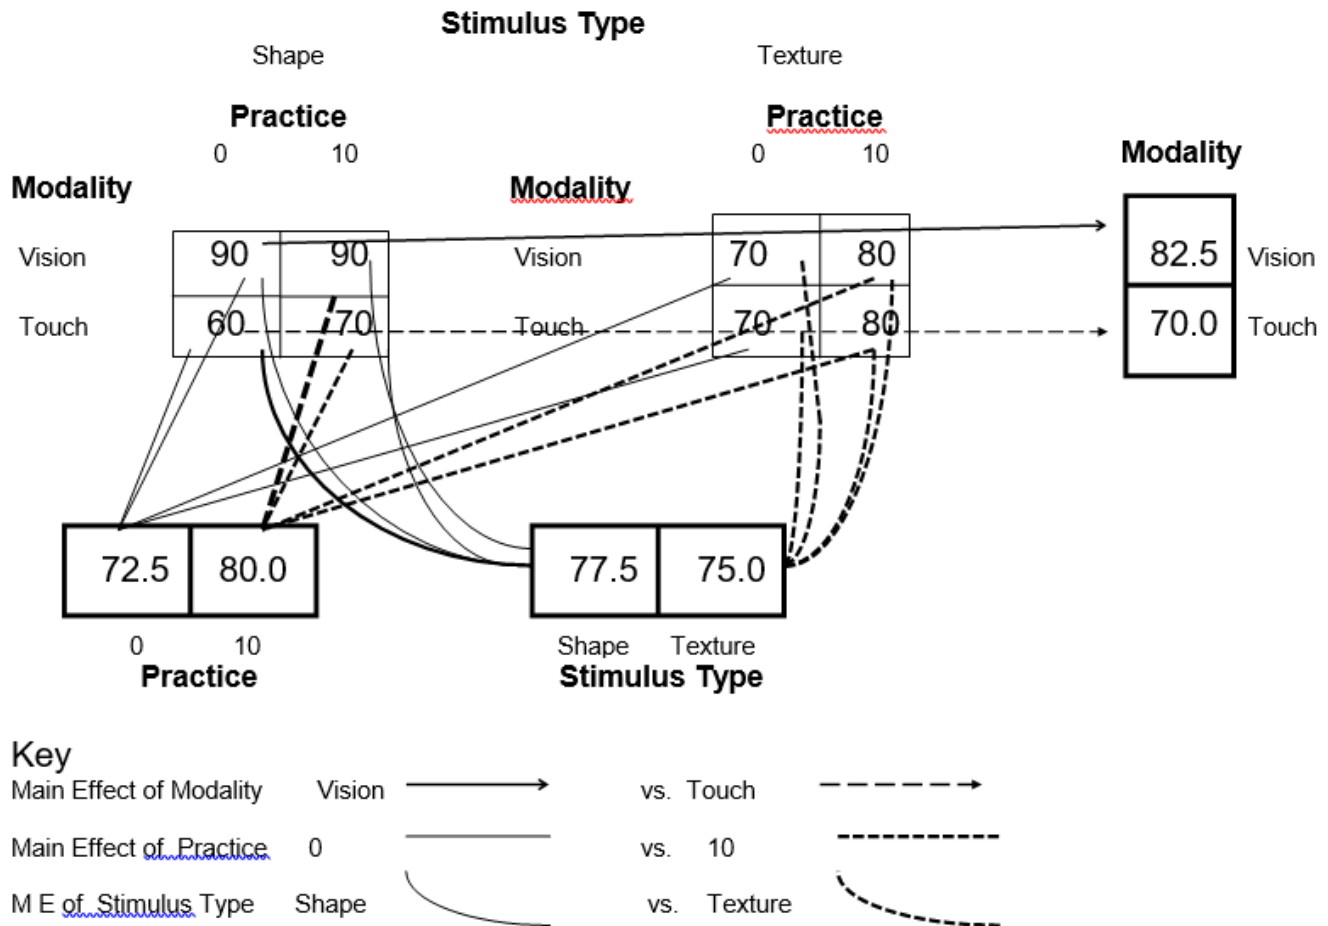 Stimulus Type
Shape Texture
Practice Practice
0 10 0 10
Modality
Modality Modality
Vision 90 90 Vision 70 80 82.5 Vision
Touch 60 70 Touch 70 80 70.0 Touch
72.5 80.0 77.5 75.0
0 10 Shape Texture
Practice Stimulus Type
Key
Main Effect of Modality Vision vs. Touch
Main Effect of Practice 0 vs. 10
M E of Stimulus Type Shape vs. Texture